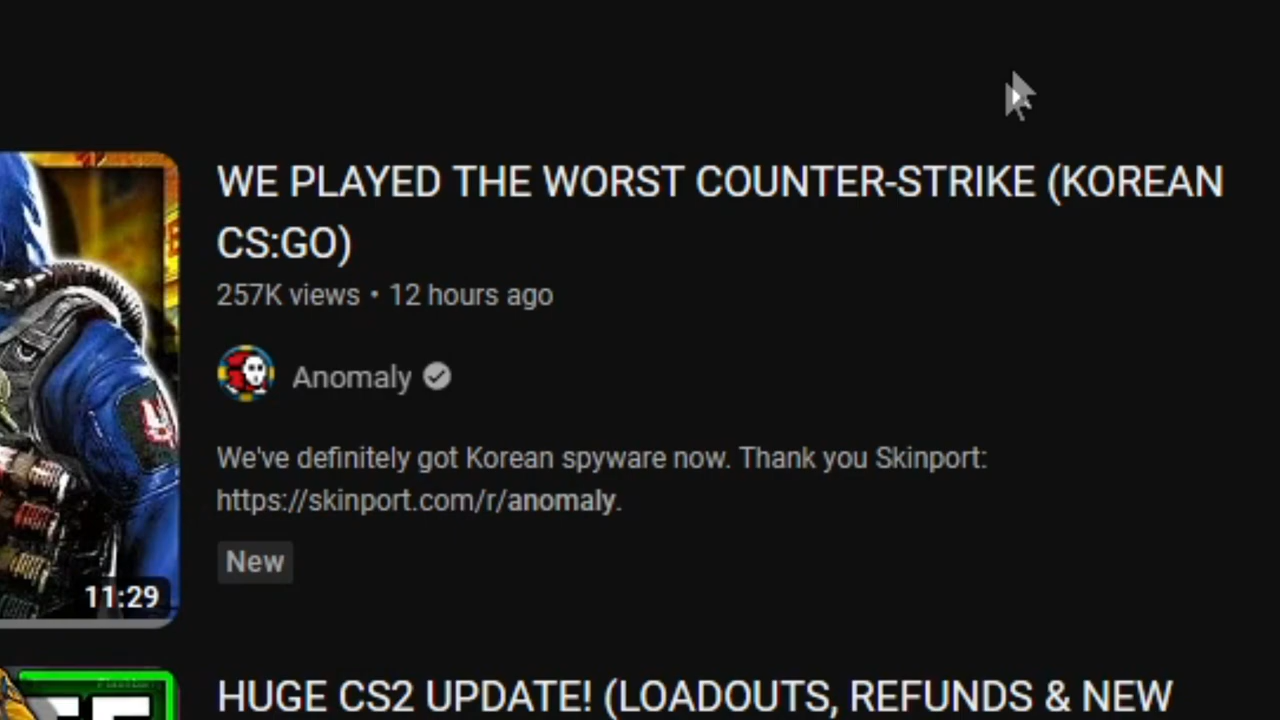 WE PLAYED THE WORST COUNTER-STRIKE (KOREAN
CS:GO)
257K views • 12 hours ago
Anomaly
We've definitely got Korean spyware now. Thank you Skinport:
https://skinport.com/r/anomaly.
New
11:29
HUGE CS2 UPDATE! (LOADOUTS, REFUNDS & NEW